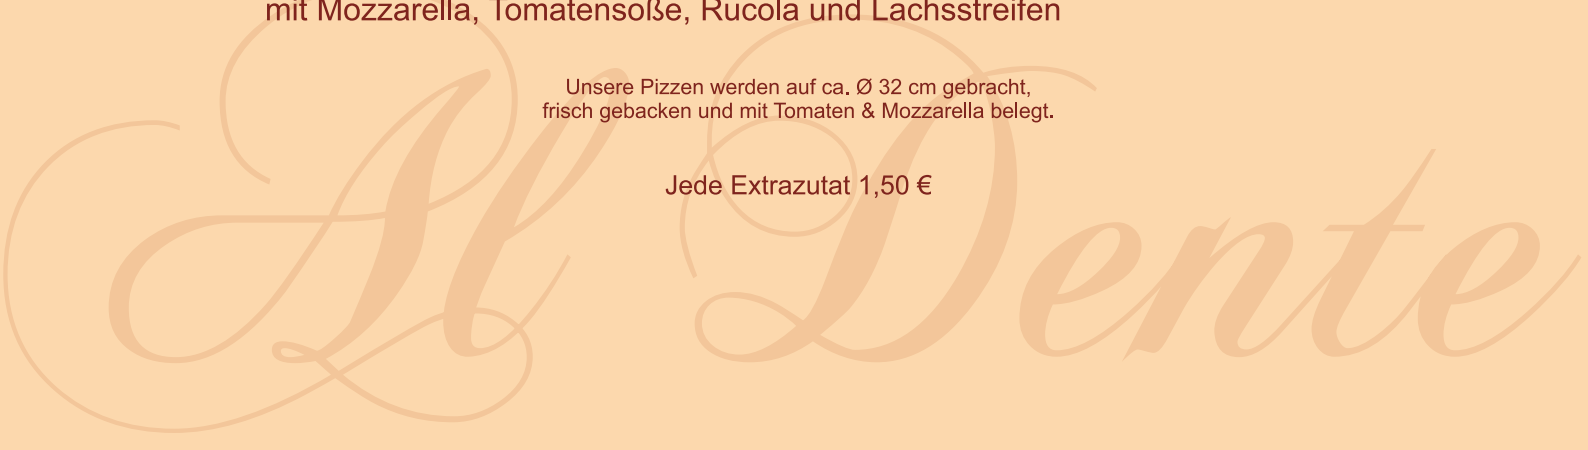 mit Mozzarella, Tomatensoße, Rucola und Lachsstreifen
Unsere Pizzen werden auf ca. Ø 32 cm gebracht,
frisch gebacken und mit Tomaten & Mozzarella belegt.
Jede Extrazutat 1,50 €
Al Dente